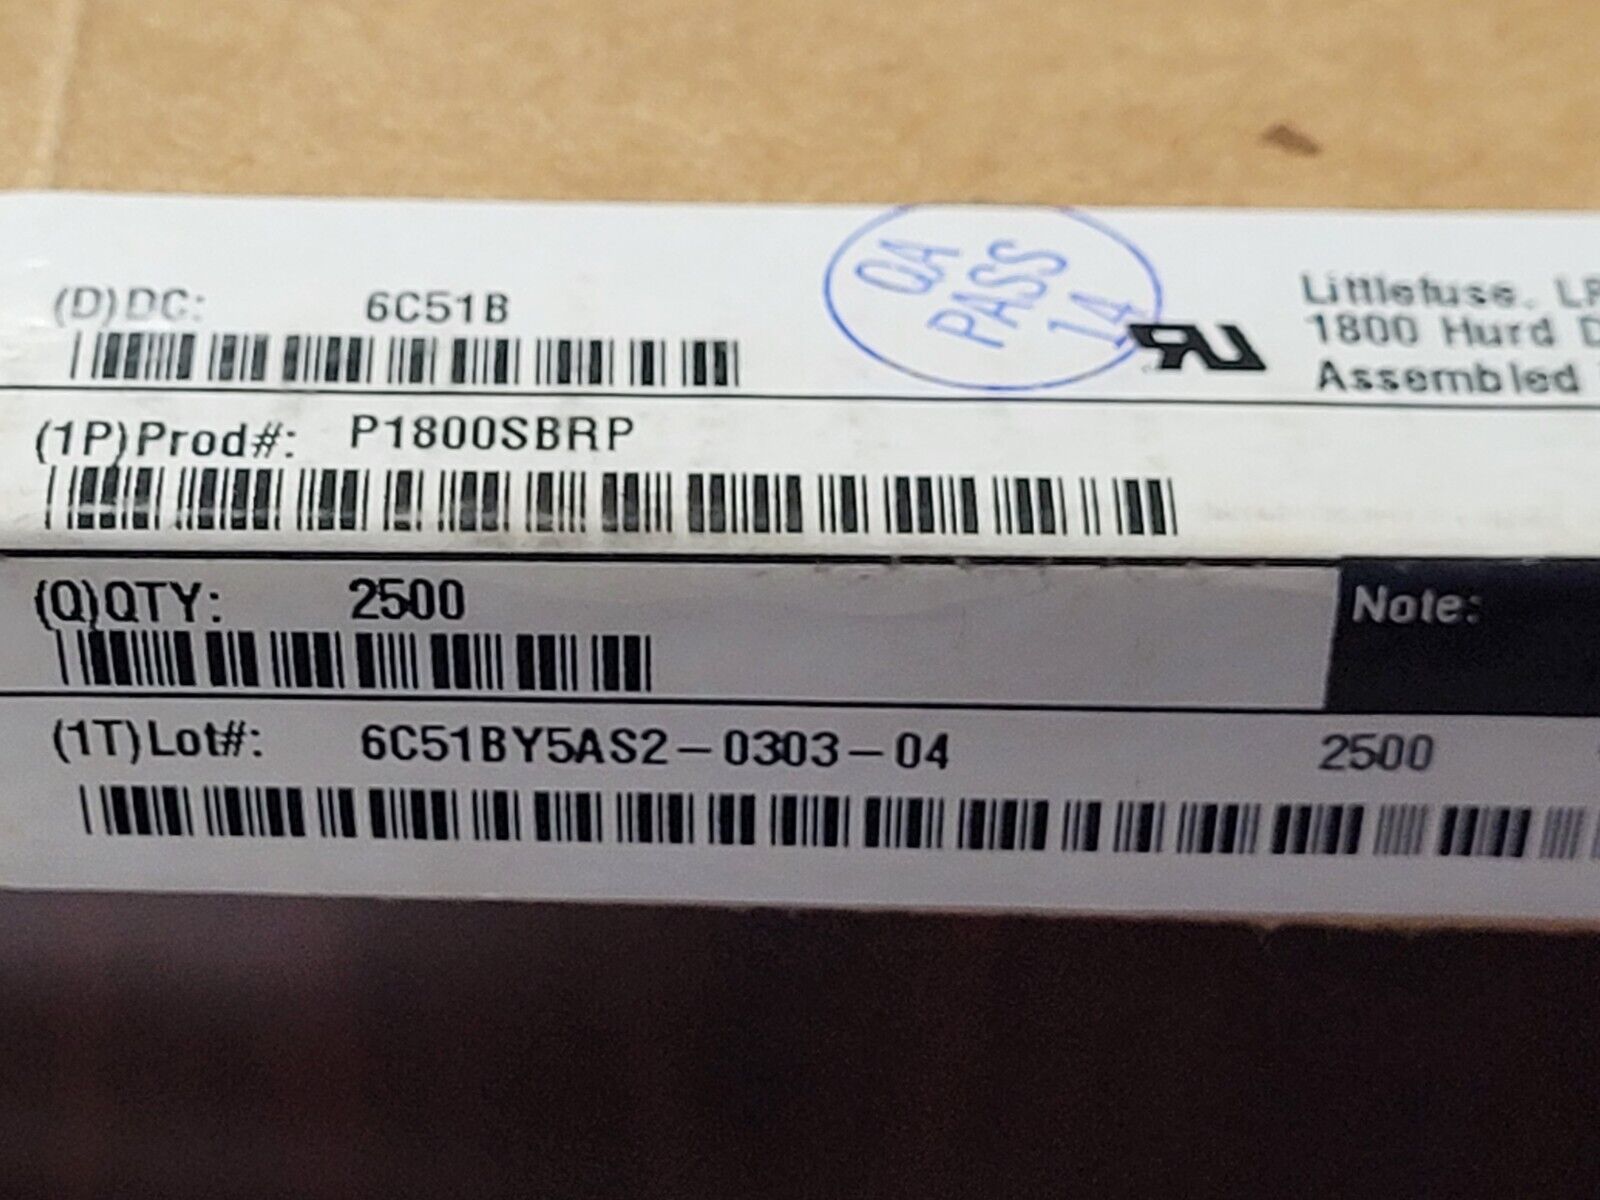 (D)DC: 6C51B
QA
PASS
14
RU
Littlefuse,
1800 Hurd
Assembled
(1P)Prod#: P1800SBRP
(Q)QTY: 2500
Note:
(1T)Lot#: 6C51BY5AS2-0303-04 2500